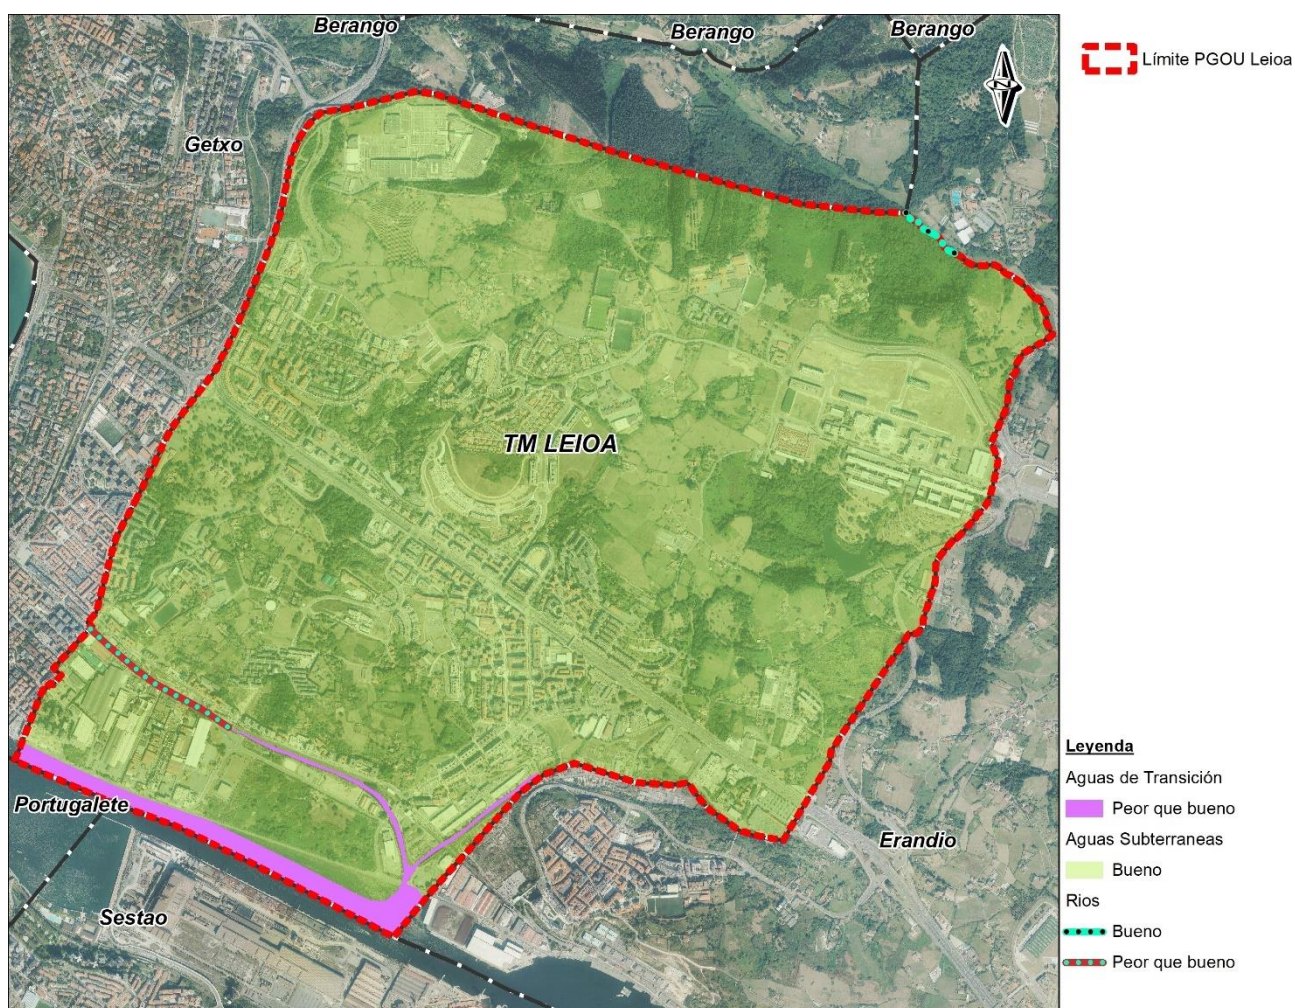 Berango
Berango
Berango
Límite PGOU Leioa
Getxo
TM LEIOA
Portugalete
Erandio
Sestao
Leyenda
Aguas de Transición
Peor que bueno
Aguas Subterraneas
Bueno
Rios
Bueno
Peor que bueno